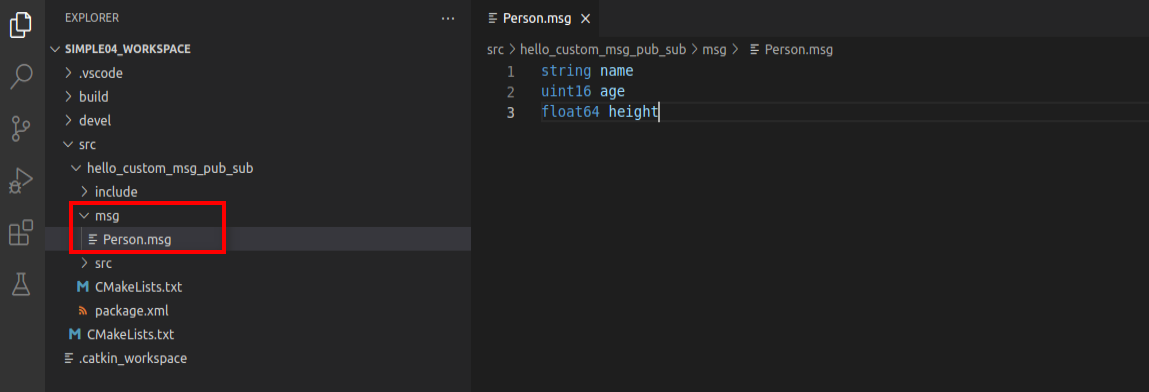 EXPLORER
SIMPLE04_WORKSPACE
.vscode
build
devel
src
hello_custom_msg_pub_sub
include
msg
Person.msg
src
CMakeLists.txt
package.xml
CMakeLists.txt
.catkin_workspace
Person.msg
src > hello_custom_msg_pub_sub > msg > Person.msg
1 string name
2 uint16 age
3 float64 height